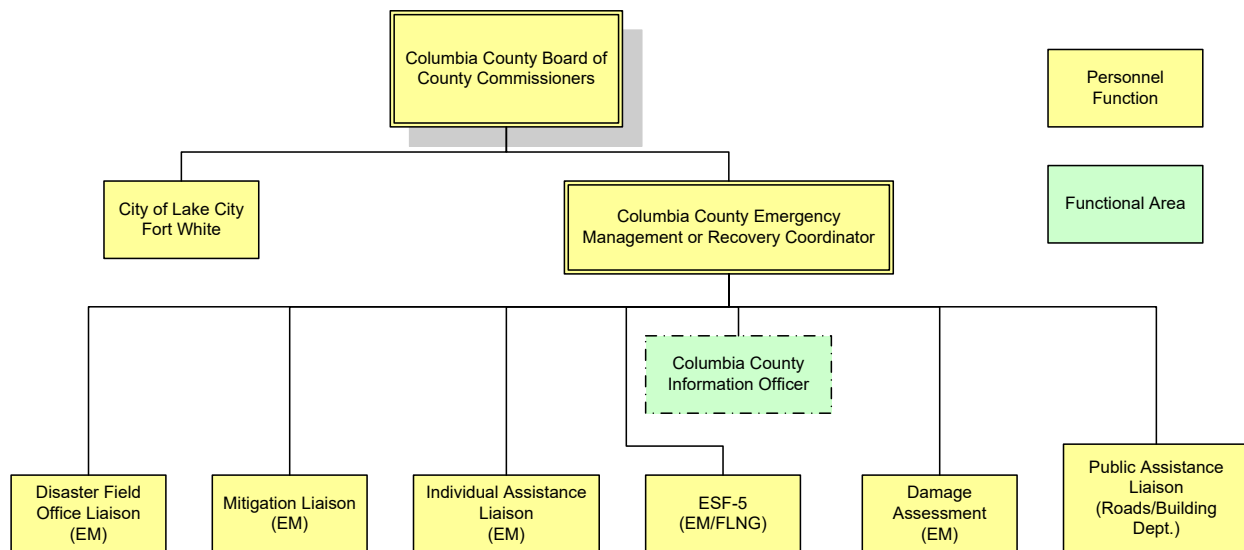 Columbia County Board of
County Commissioners
Personnel
Function
City of Lake City
Fort White
Columbia County Emergency
Management or Recovery Coordinator
Functional Area
Columbia County
Information Officer
Disaster Field
Office Liaison
(EM)
Mitigation Liaison
(EM)
Individual Assistance
Liaison
(EM)
ESF-5
(EM/FLNG)
Damage
Assessment
(EM)
Public Assistance
Liaison
(Roads/Building
Dept.)